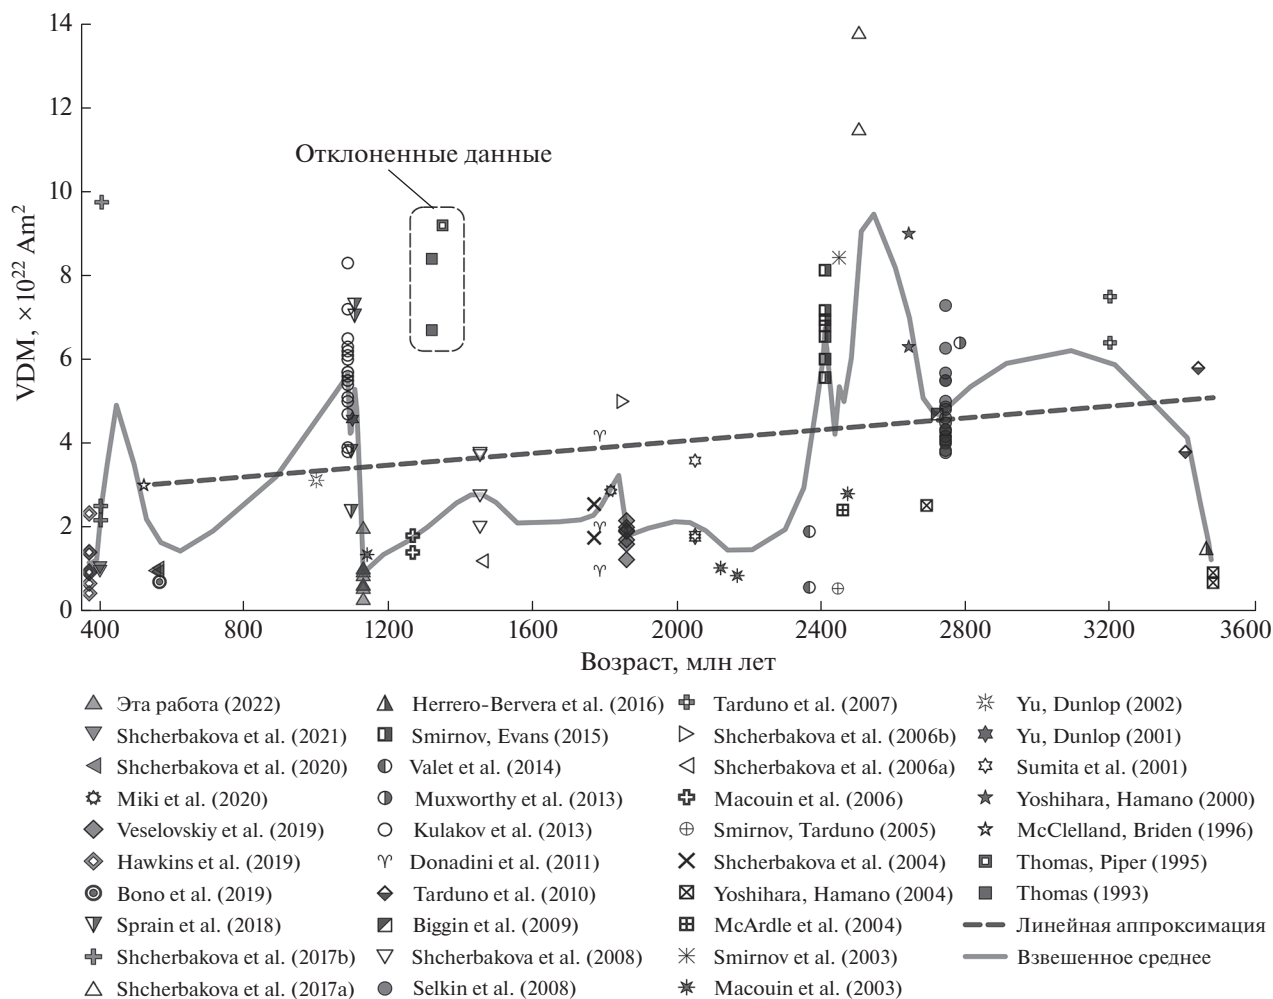 14
12
10
8
6
4
2
0
VDM, ×10²² Am²
Отклоненные данные
400 800 1200 1600 2000 2400 2800 3200 3600
Возраст, млн лет
Эта работа (2022)
Shcherbakova et al. (2021)
Shcherbakova et al. (2020)
Miki et al. (2020)
Veselovskiy et al. (2019)
Hawkins et al. (2019)
Bono et al. (2019)
Sprain et al. (2018)
Shcherbakova et al. (2017b)
Shcherbakova et al. (2017a)
Herrero-Bervera et al. (2016)
Smirnov, Evans (2015)
Valet et al. (2014)
Muxworthy et al. (2013)
Kulakov et al. (2013)
Donadini et al. (2011)
Tarduno et al. (2010)
Biggin et al. (2009)
Shcherbakova et al. (2008)
Selkin et al. (2008)
Tarduno et al. (2007)
Shcherbakova et al. (2006b)
Shcherbakova et al. (2006a)
Macouin et al. (2006)
Smirnov, Tarduno (2005)
Shcherbakova et al. (2004)
Yoshihara, Hamano (2004)
McArdle et al. (2004)
Smirnov et al. (2003)
Macouin et al. (2003)
Yu, Dunlop (2002)
Yu, Dunlop (2001)
Sumita et al. (2001)
Yoshihara, Hamano (2000)
McClelland, Briden (1996)
Thomas, Piper (1995)
Thomas (1993)
Линейная аппроксимация
Взвешенное среднее